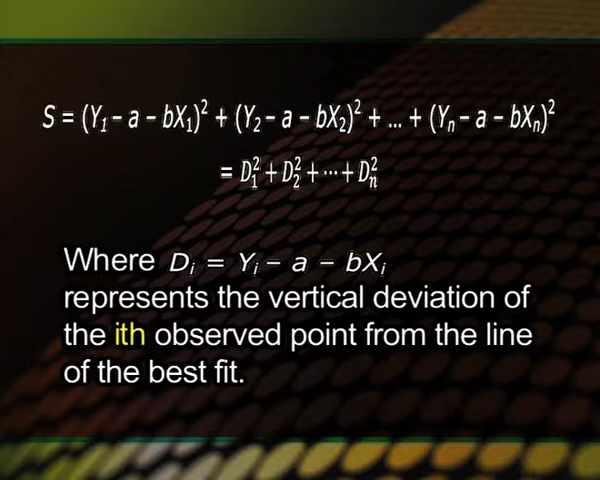 S = (Y₁ – a – bX₁)² + (Y₂ – a – bX₂)² + ... + (Yₙ – a – bXₙ)²
= D₁² + D₂² + ··· + Dₙ²
Where Dᵢ = Yᵢ – a – bXᵢ
represents the vertical deviation of
the ith observed point from the line
of the best fit.